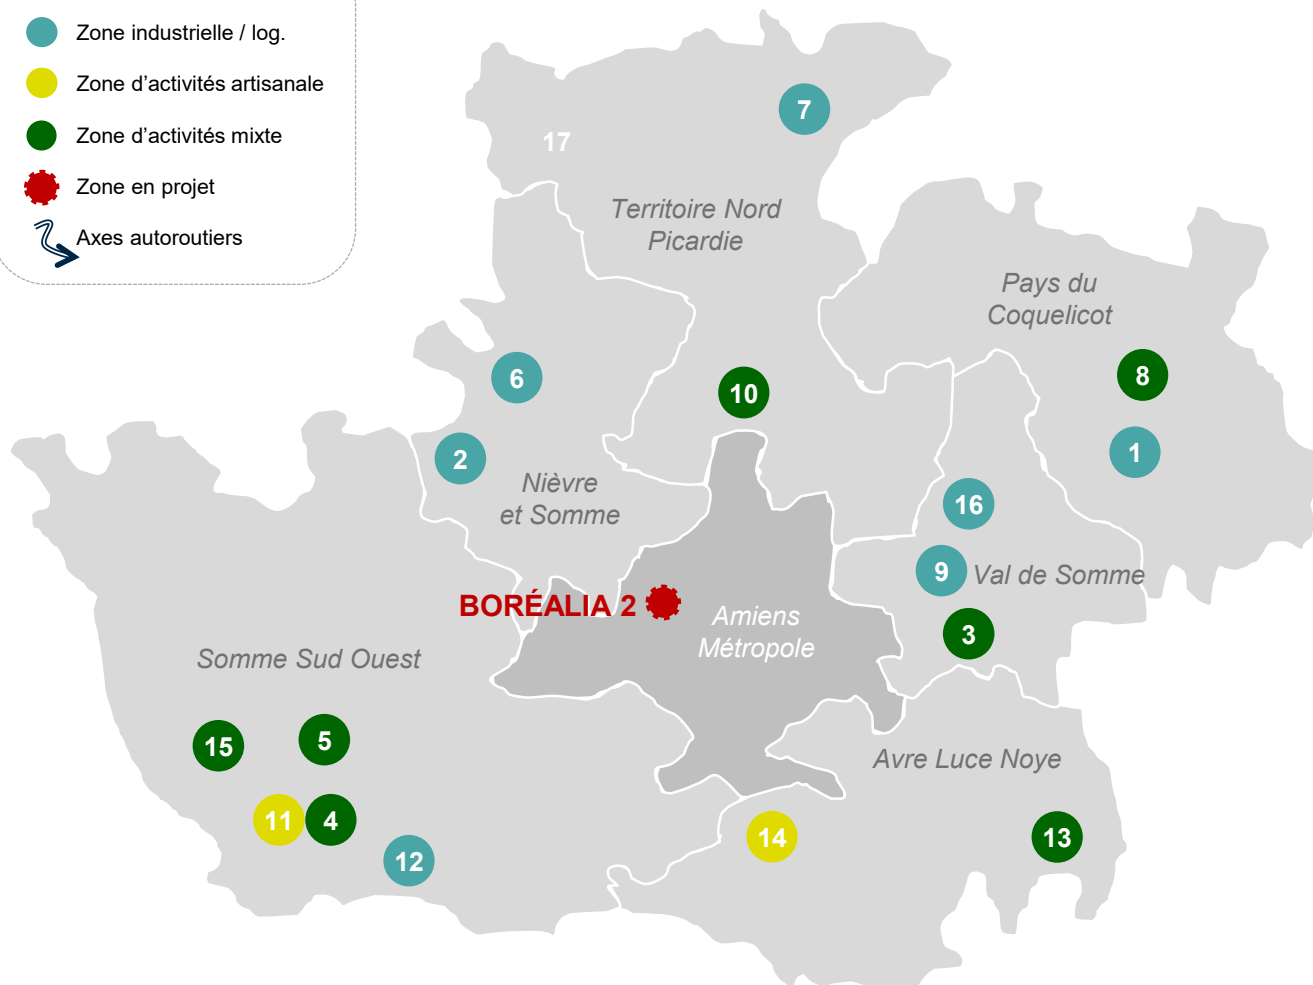 Zone industrielle / log.
Zone d'activités artisanale
Zone d'activités mixte
Zone en projet
Axes autoroutiers
7
17
Territoire Nord
Picardie
Pays du
Coquelicot
6
10
8
2
1
Nièvre
et Somme
16
9
Val de Somme
BORÉALIA 2
Amiens
Métropole
3
Somme Sud Ouest
15
5
Avre Luce Noye
11
4
12
14
13